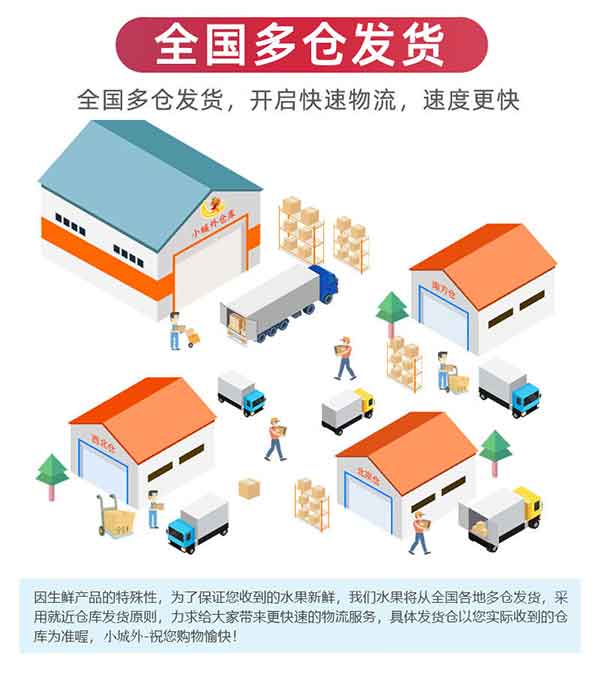 全国多仓发货
全国多仓发货，开启快速物流，速度更快
小城外仓库
南方仓
西北仓
北京仓
因生鲜产品的特殊性，为了保证您收到的水果新鲜，我们水果将从全国各地多仓发货，采
用就近仓库发货原则，力求给大家带来更快速的物流服务，具体发货仓以您实际收到的仓
库为准喔，小城外-祝您购物愉快！